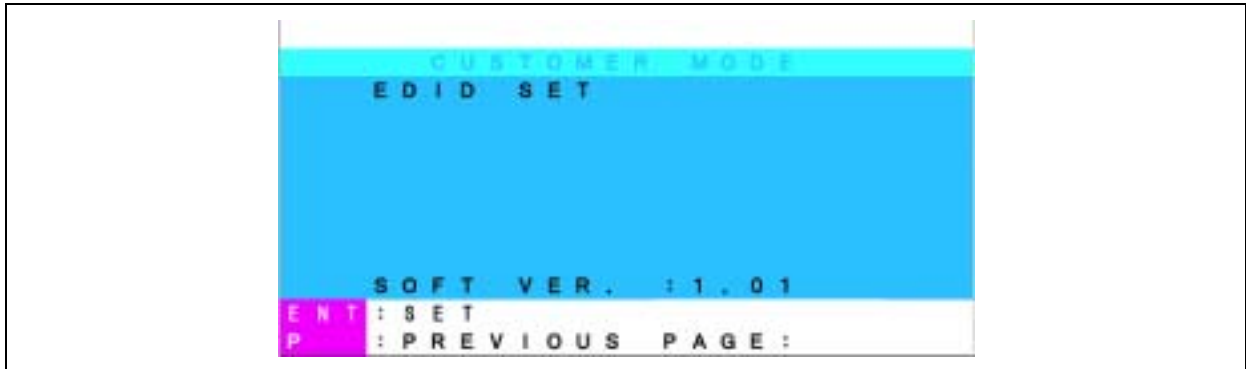 CUSTOMER MODE
EDID SET
SOFT VER. :1.01
ENT:SET
P :PREVIOUS PAGE: